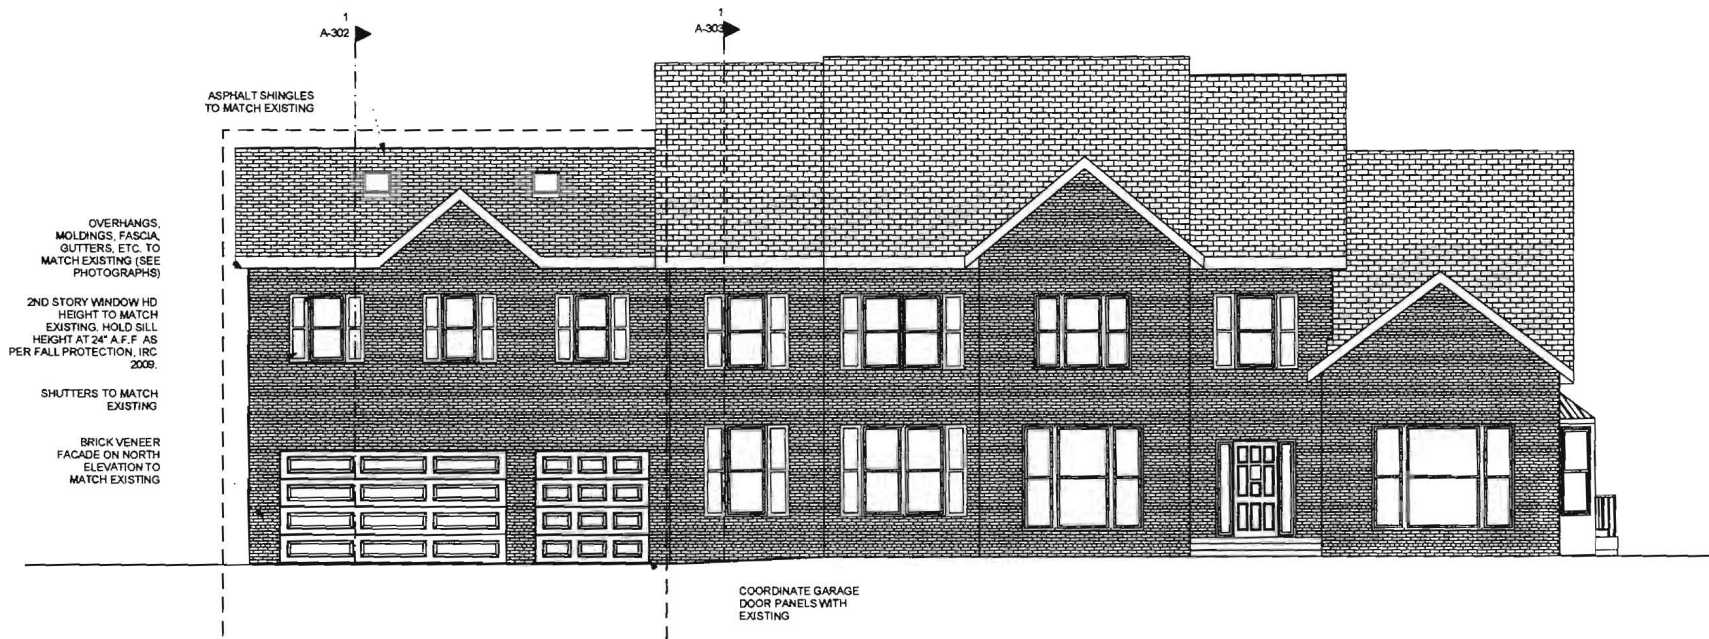 1
A-302
1
A-303
ASPHALT SHINGLES
TO MATCH EXISTING
OVERHANGS,
MOLDINGS, FASCIA,
GUTTERS, ETC. TO
MATCH EXISTING (SEE
PHOTOGRAPHS)
2ND STORY WINDOW HD
HEIGHT TO MATCH
EXISTING. HOLD SILL
HEIGHT AT 24" A.F.F AS
PER FALL PROTECTION, IRC
2009.
SHUTTERS TO MATCH
EXISTING
BRICK VENEER
FACADE ON NORTH
ELEVATION TO
MATCH EXISTING
COORDINATE GARAGE
DOOR PANELS WITH
EXISTING